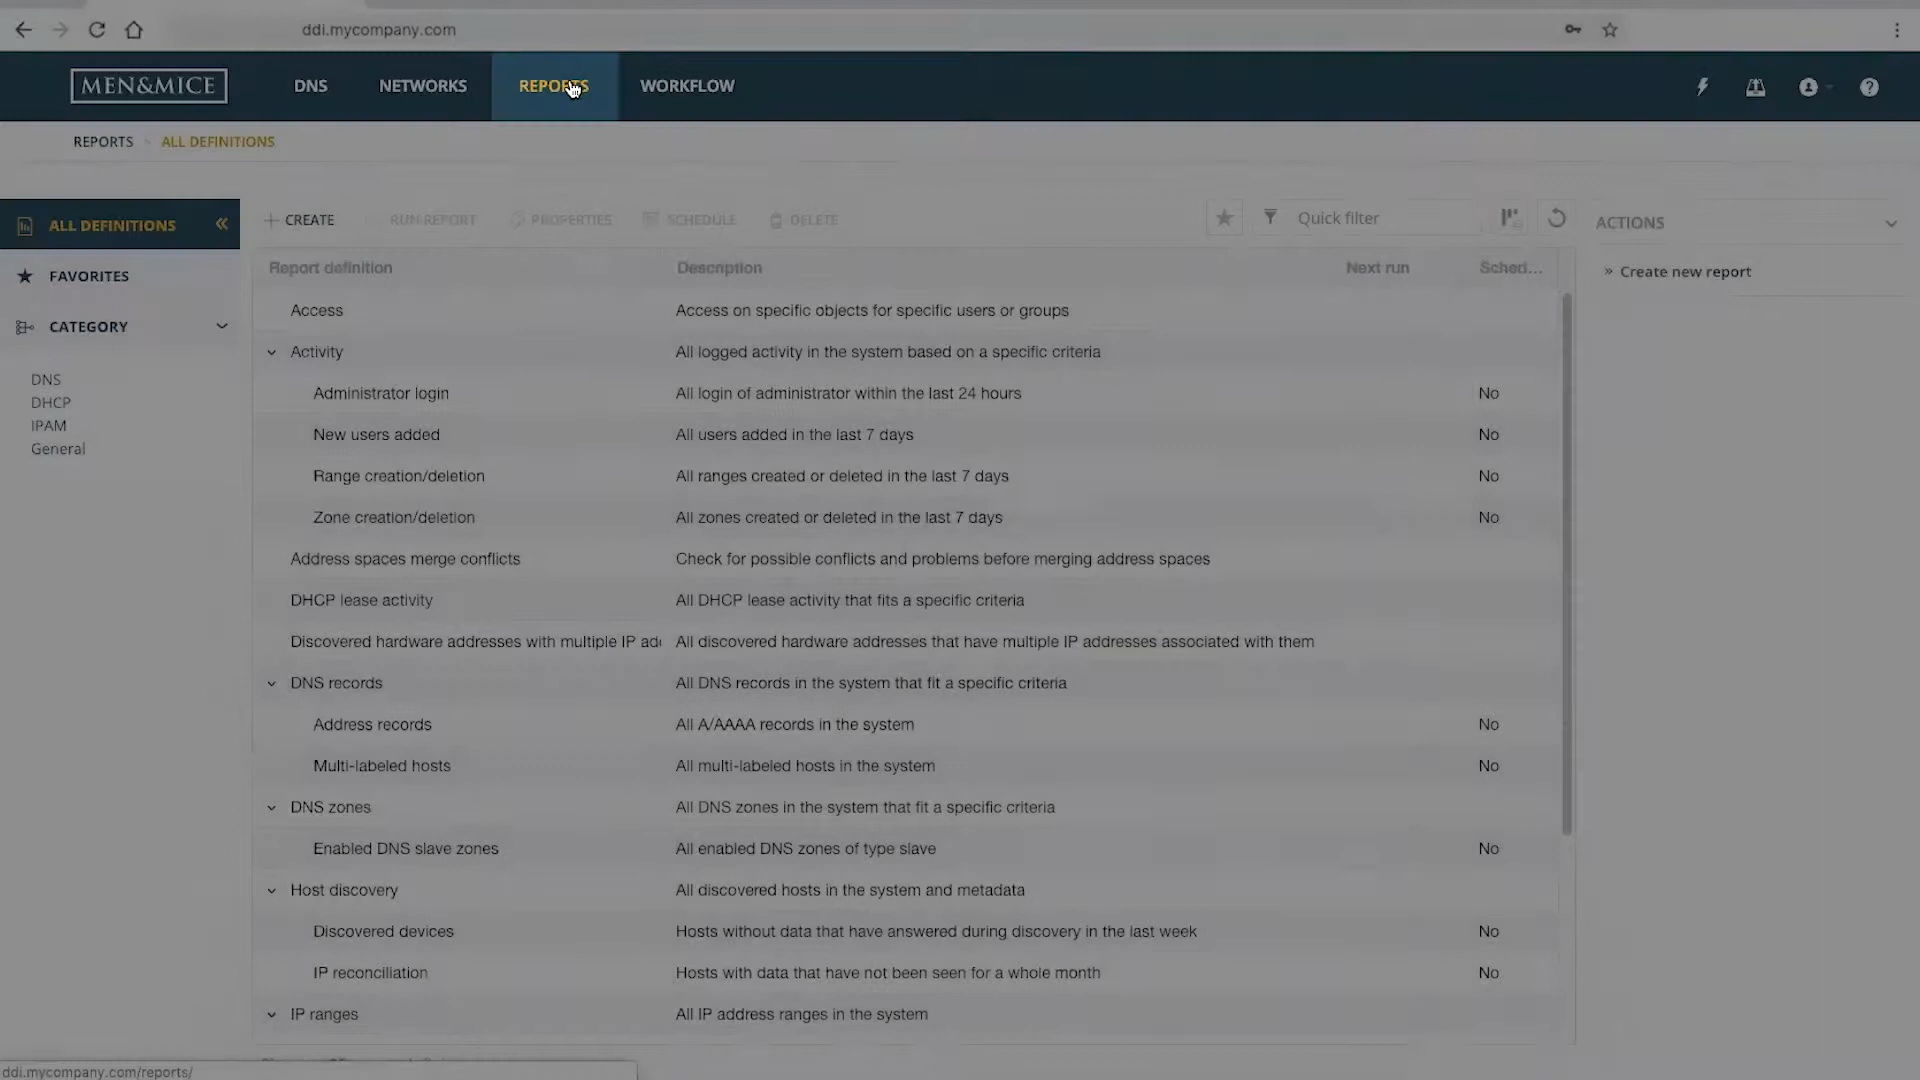 ddi.mycompany.com
MEN&MICE
DNS
NETWORKS
REPORTS
WORKFLOW
REPORTS
ALL DEFINITIONS
ALL DEFINITIONS
FAVORITES
CATEGORY
DNS
DHCP
IPAM
General
CREATE
RUN REPORT
PROPERTIES
SCHEDULE
DELETE
Quick filter
Report definition Description Next run Sched...
Access Access on specific objects for specific users or groups
Activity All logged activity in the system based on a specific criteria
Administrator login All login of administrator within the last 24 hours No
New users added All users added in the last 7 days No
Range creation/deletion All ranges created or deleted in the last 7 days No
Zone creation/deletion All zones created or deleted in the last 7 days No
Address spaces merge conflicts Check for possible conflicts and problems before merging address spaces
DHCP lease activity All DHCP lease activity that fits a specific criteria
Discovered hardware addresses with multiple IP add All discovered hardware addresses that have multiple IP addresses associated with them
DNS records All DNS records in the system that fit a specific criteria
Address records All A/AAAA records in the system No
Multi-labeled hosts All multi-labeled hosts in the system No
DNS zones All DNS zones in the system that fit a specific criteria
Enabled DNS slave zones All enabled DNS zones of type slave No
Host discovery All discovered hosts in the system and metadata
Discovered devices Hosts without data that have answered during discovery in the last week No
IP reconciliation Hosts with data that have not been seen for a whole month No
IP ranges All IP address ranges in the system
ACTIONS
» Create new report
ddi.mycompany.com/reports/